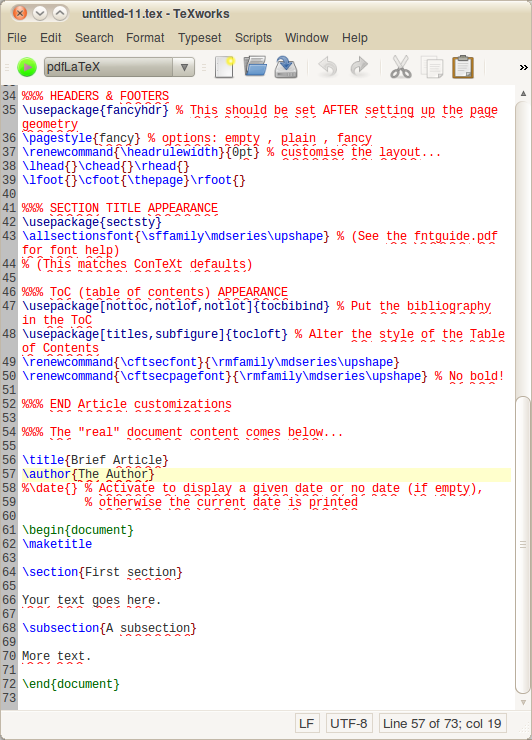 untitled-11.tex - TeXworks
File Edit Search Format Typeset Scripts Window Help
pdfLaTeX »
34 %%% HEADERS & FOOTERS
35 \usepackage{fancyhdr} % This should be set AFTER setting up the page
geometry
36 \pagestyle{fancy} % options: empty , plain , fancy
37 \renewcommand{\headrulewidth}{0pt} % customise the layout...
38 \lhead{}\chead{}\rhead{}
39 \lfoot{}\cfoot{\thepage}\rfoot{}
40
41 %%% SECTION TITLE APPEARANCE
42 \usepackage{sectsty}
43 \allsectionsfont{\sffamily\mdseries\upshape} % (See the fntguide.pdf
for font help)
44 % (This matches ConTeXt defaults)
45
46 %%% ToC (table of contents) APPEARANCE
47 \usepackage[nottoc,notlof,notlot]{tocbibind} % Put the bibliography
in the ToC
48 \usepackage[titles,subfigure]{tocloft} % Alter the style of the Table
of Contents
49 \renewcommand{\cftsecfont}{\rmfamily\mdseries\upshape}
50 \renewcommand{\cftsecpagefont}{\rmfamily\mdseries\upshape} % No bold!
51
52 %%% END Article customizations
53
54 %%% The "real" document content comes below...
55
56 \title{Brief Article}
57 \author{The Author}
58 %\date{} % Activate to display a given date or no date (if empty),
59 % otherwise the current date is printed
60
61 \begin{document}
62 \maketitle
63
64 \section{First section}
65
66 Your text goes here.
67
68 \subsection{A subsection}
69
70 More text.
71
72 \end{document}
73
LF UTF-8 Line 57 of 73; col 19